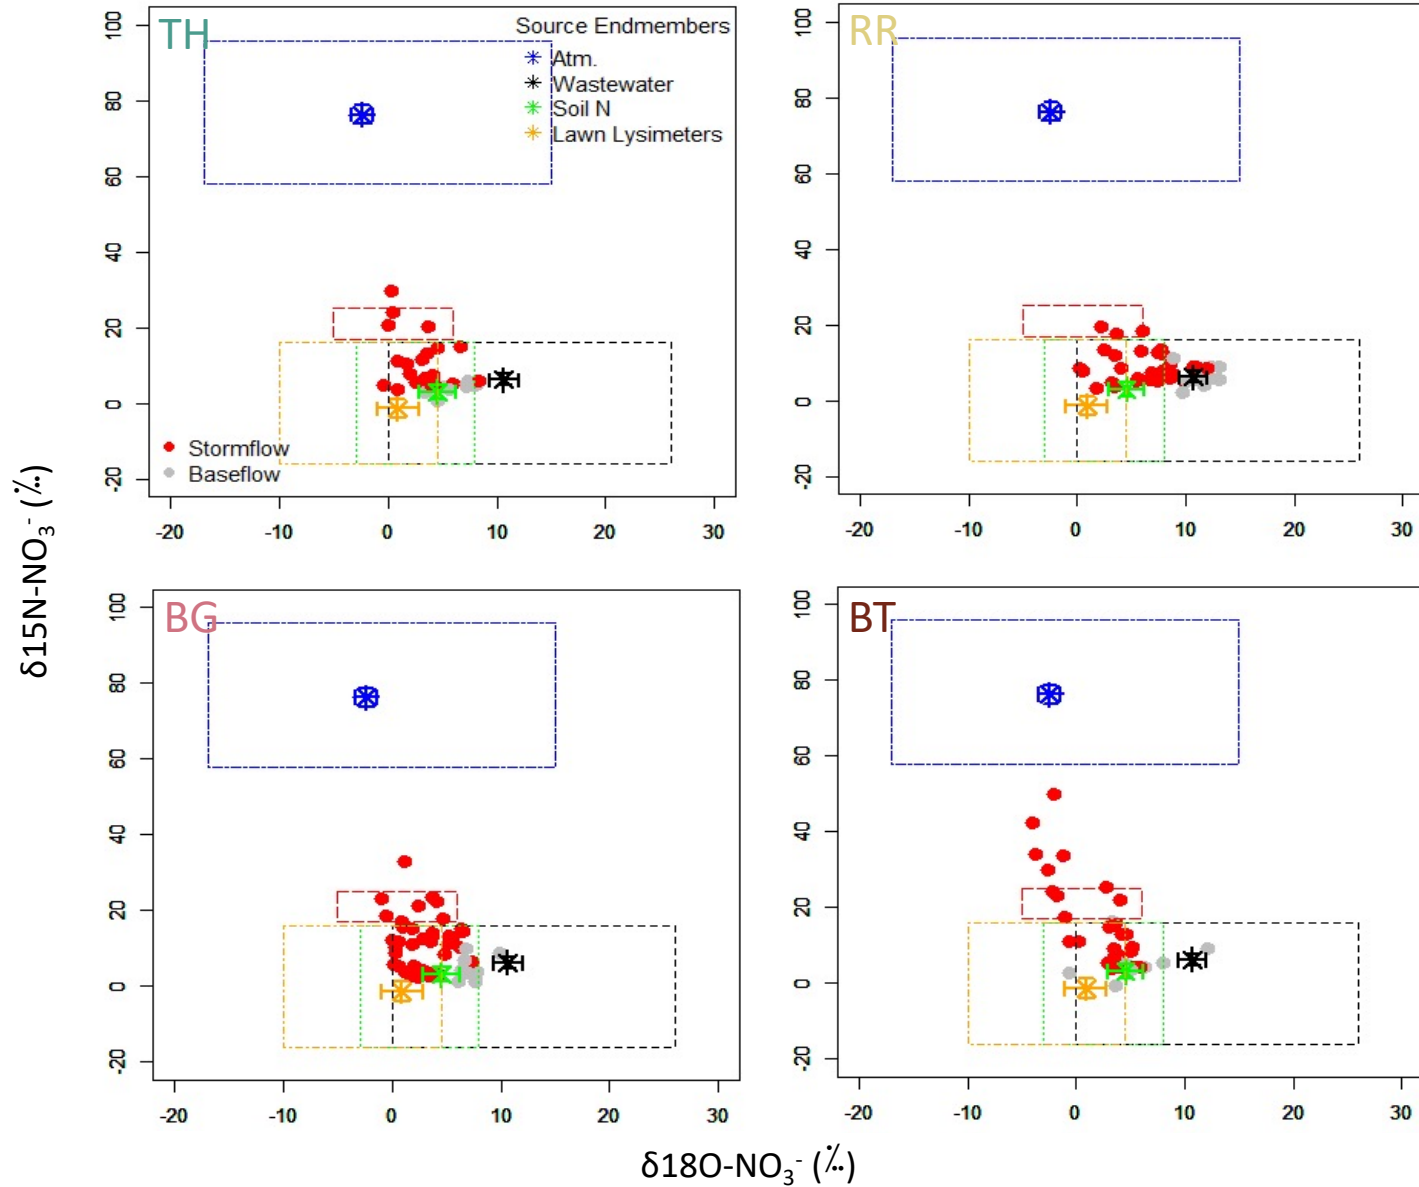 TH
Source Endmembers
Atm.
Wastewater
Soil N
Lawn Lysimeters
Stormflow
Baseflow
100
80
60
40
20
0
-20
-20 -10 0 10 20 30
RR
100
80
60
40
20
0
-20
-20 -10 0 10 20 30
δ15N-NO₃⁻ (‰)
BG
100
80
60
40
20
0
-20
-20 -10 0 10 20 30
BT
100
80
60
40
20
0
-20
-20 -10 0 10 20 30
δ18O-NO₃⁻ (‰)